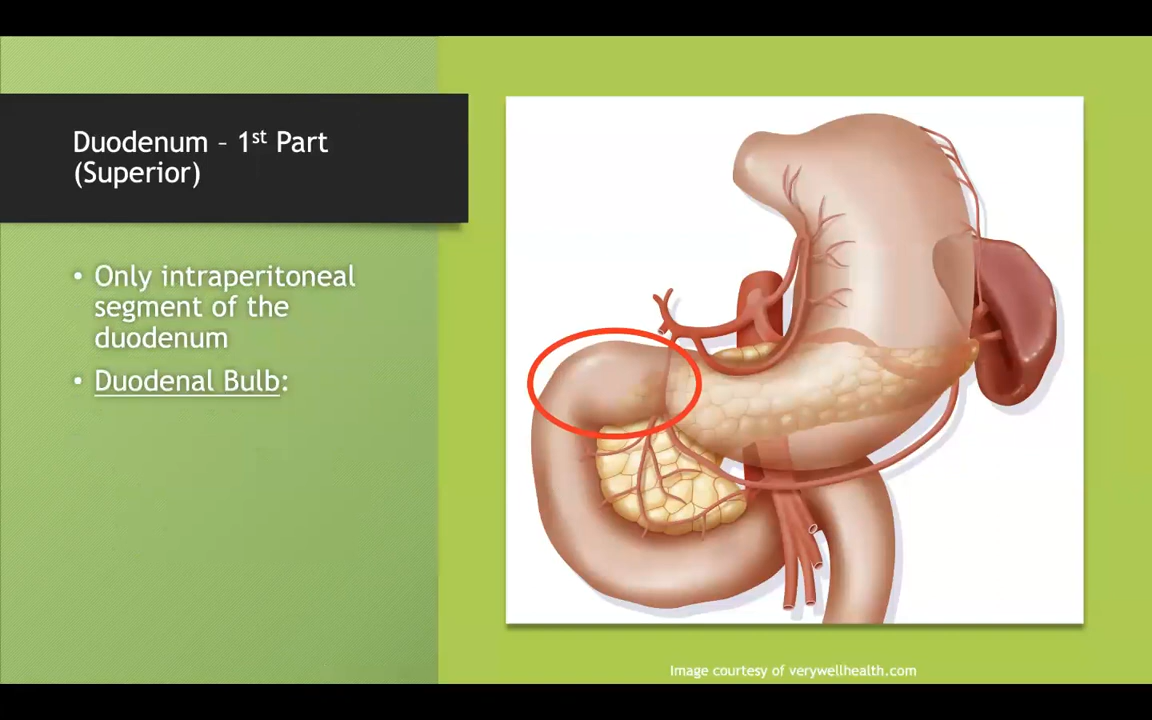 Duodenum – 1st Part
(Superior)
• Only intraperitoneal
segment of the
duodenum
• Duodenal Bulb:
Image courtesy of verywellhealth.com